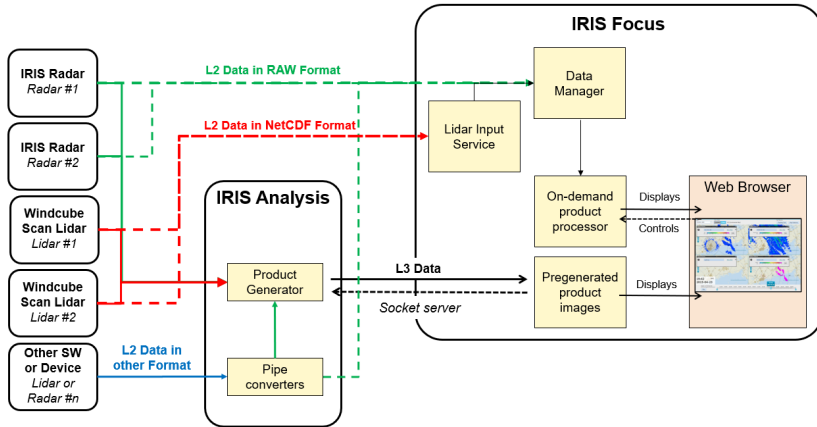 IRIS Focus
IRIS Radar
Radar #1
L2 Data in RAW Format
Data
Manager
IRIS Radar
Radar #2
L2 Data in NetCDF Format
Lidar Input
Service
IRIS Analysis
Windcube
Scan Lidar
Lidar #1
On-demand
product
processor
Displays
Controls
Web Browser
Windcube
Scan Lidar
Lidar #2
Product
Generator
L3 Data
Socket server
Pregenerated
product
images
Displays
Other SW
or Device
Lidar or
Radar #n
L2 Data in
other Format
Pipe
converters